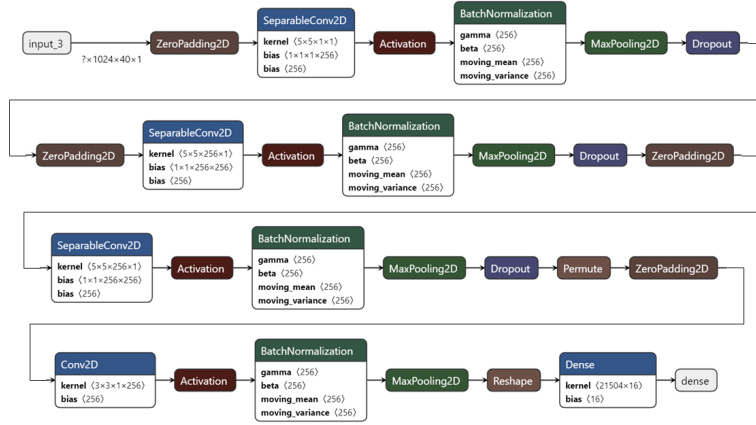 input_3
?×1024×40×1
ZeroPadding2D
SeparableConv2D
kernel ⟨5×5×1×1⟩
bias ⟨1×1×1×256⟩
bias ⟨256⟩
Activation
BatchNormalization
gamma ⟨256⟩
beta ⟨256⟩
moving_mean ⟨256⟩
moving_variance ⟨256⟩
MaxPooling2D
Dropout
ZeroPadding2D
SeparableConv2D
kernel ⟨5×5×256×1⟩
bias ⟨1×1×256×256⟩
bias ⟨256⟩
Activation
BatchNormalization
gamma ⟨256⟩
beta ⟨256⟩
moving_mean ⟨256⟩
moving_variance ⟨256⟩
MaxPooling2D
Dropout
ZeroPadding2D
SeparableConv2D
kernel ⟨5×5×256×1⟩
bias ⟨1×1×256×256⟩
bias ⟨256⟩
Activation
BatchNormalization
gamma ⟨256⟩
beta ⟨256⟩
moving_mean ⟨256⟩
moving_variance ⟨256⟩
MaxPooling2D
Dropout
Permute
ZeroPadding2D
Conv2D
kernel ⟨3×3×1×256⟩
bias ⟨256⟩
Activation
BatchNormalization
gamma ⟨256⟩
beta ⟨256⟩
moving_mean ⟨256⟩
moving_variance ⟨256⟩
MaxPooling2D
Reshape
Dense
kernel ⟨21504×16⟩
bias ⟨16⟩
dense